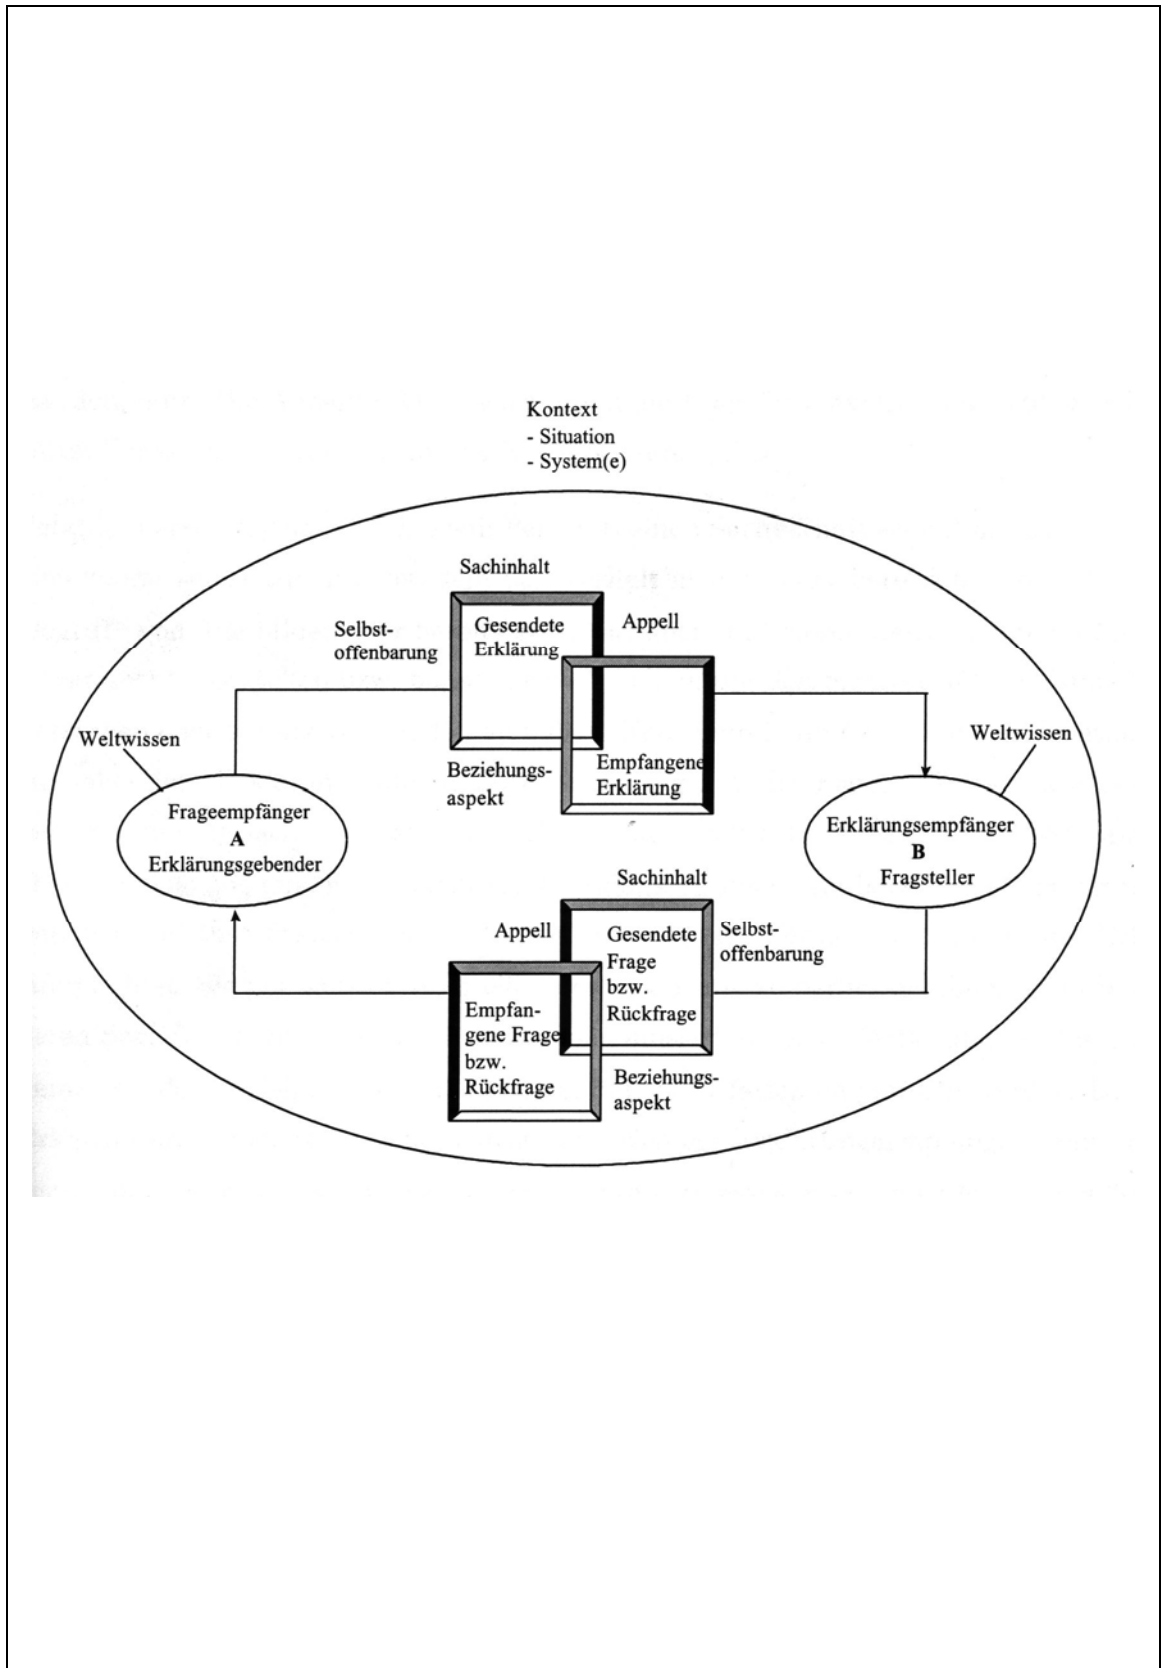 Kontext
- Situation
- System(e)
Sachinhalt
Selbst-
offenbarung
Gesendete
Erklärung
Appell
Weltwissen
Beziehungs-
aspekt
Empfangene
Erklärung
Weltwissen
Frageempfänger
A
Erklärungsgebender
Erklärungsempfänger
B
Fragsteller
Sachinhalt
Appell
Gesendete
Frage
bzw.
Rückfrage
Selbst-
offenbarung
Empfan-
gene Frage
bzw.
Rückfrage
Beziehungs-
aspekt